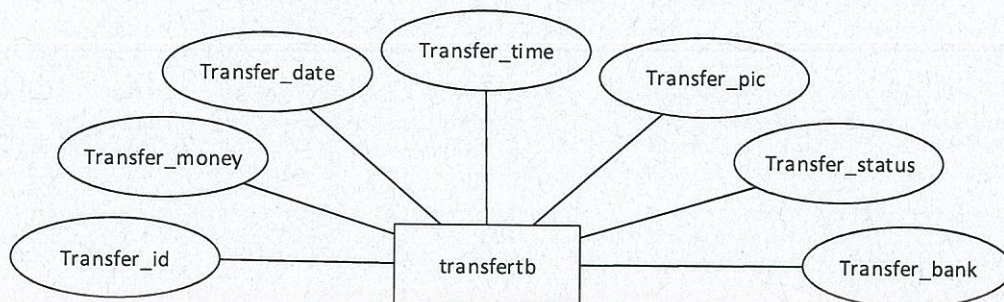 Transfer_time
Transfer_date
Transfer_pic
Transfer_money
Transfer_status
Transfer_id
transfertb
Transfer_bank